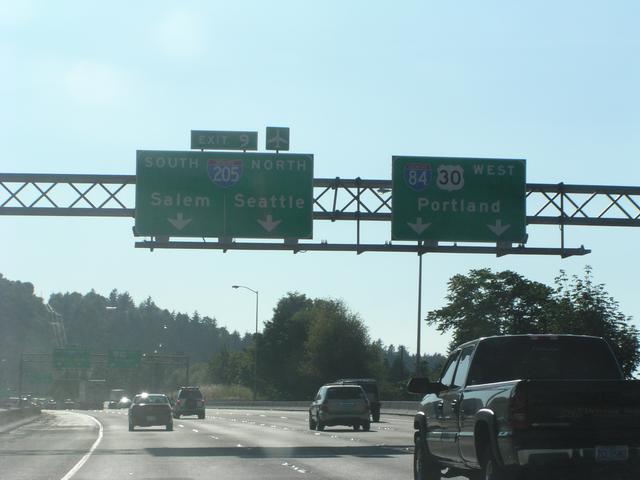 EXIT 9
SOUTH 205 NORTH
Salem Seattle
84 30 WEST
Portland